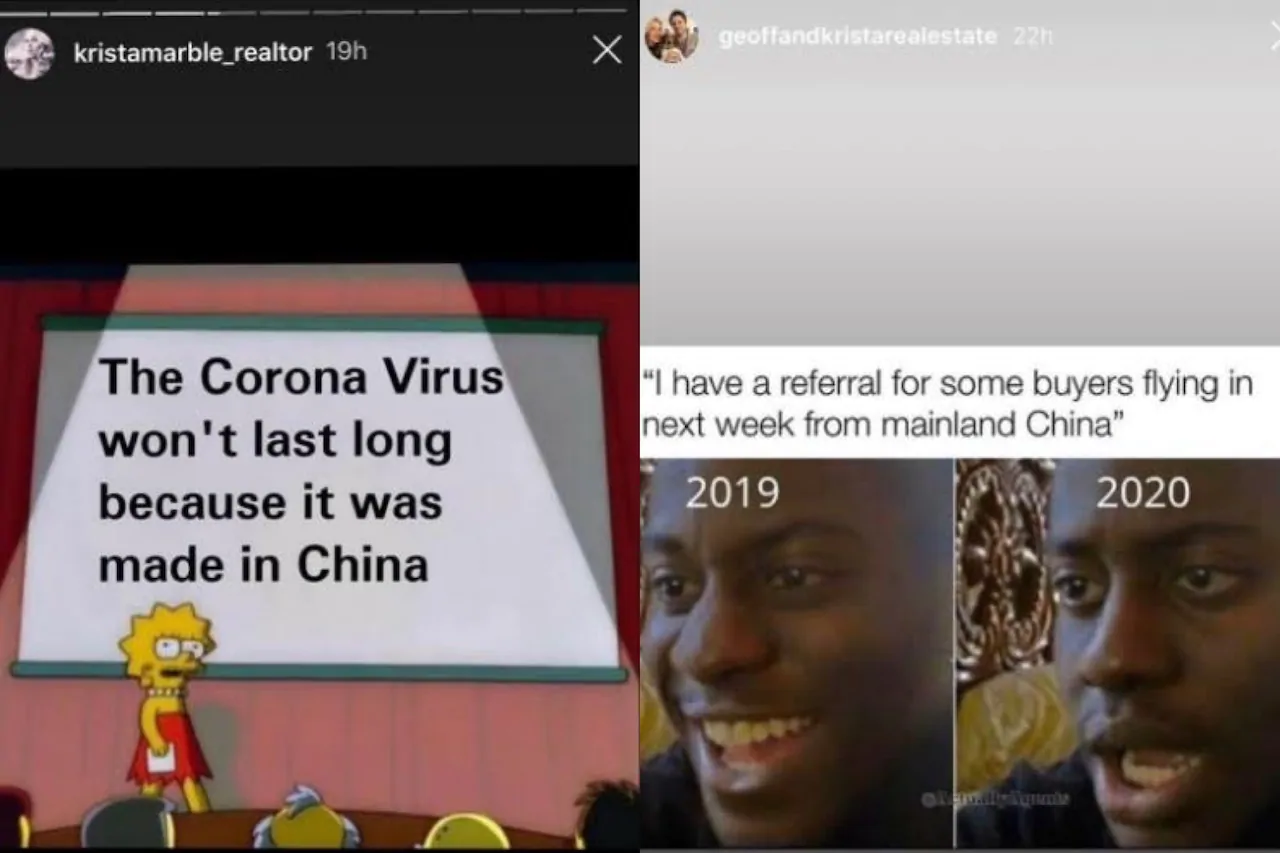 kristamarble_realtor 19h
The Corona Virus
won't last long
because it was
made in China
geoffandkristarealestate 22h
“I have a referral for some buyers flying in
next week from mainland China”
2019
2020